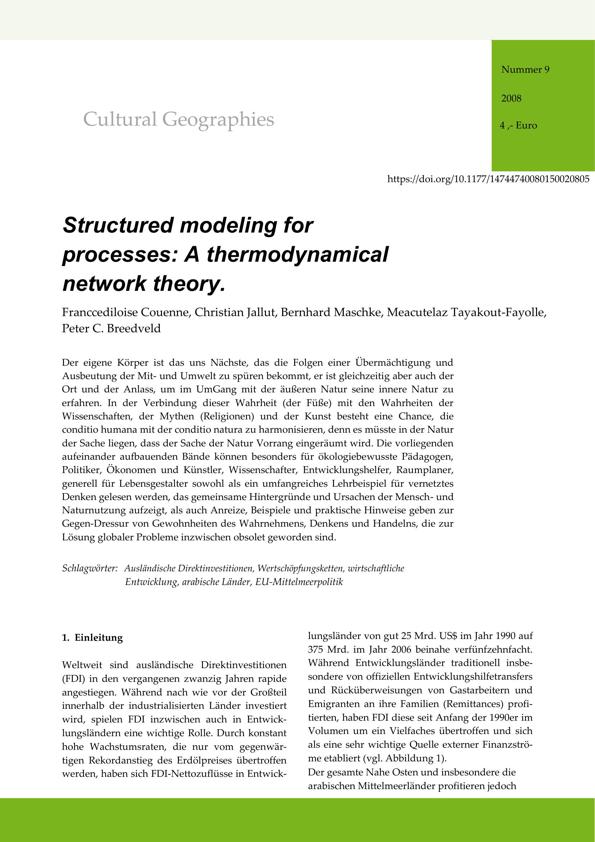 Nummer 9
2008
4 ,- Euro
Cultural Geographies
https://doi.org/10.1177/14744740080150020805
Structured modeling for
processes: A thermodynamical
network theory.
Franccediloise Couenne, Christian Jallut, Bernhard Maschke, Meacutelaz Tayakout-Fayolle,
Peter C. Breedveld
Der eigene Körper ist das uns Nächste, das die Folgen einer Übermächtigung und
Ausbeutung der Mit- und Umwelt zu spüren bekommt, er ist gleichzeitig aber auch der
Ort und der Anlass, um im UmGang mit der äußeren Natur seine innere Natur zu
erfahren. In der Verbindung dieser Wahrheit (der Füße) mit den Wahrheiten der
Wissenschaften, der Mythen (Religionen) und der Kunst besteht eine Chance, die
conditio humana mit der conditio natura zu harmonisieren, denn es müsste in der Natur
der Sache liegen, dass der Sache der Natur Vorrang eingeräumt wird. Die vorliegenden
aufeinander aufbauenden Bände können besonders für ökologiebewusste Pädagogen,
Politiker, Ökonomen und Künstler, Wissenschafter, Entwicklungshelfer, Raumplaner,
generell für Lebensgestalter sowohl als ein umfangreiches Lehrbeispiel für vernetztes
Denken gelesen werden, das gemeinsame Hintergründe und Ursachen der Mensch- und
Naturnutzung aufzeigt, als auch Anreize, Beispiele und praktische Hinweise geben zur
Gegen-Dressur von Gewohnheiten des Wahrnehmens, Denkens und Handelns, die zur
Lösung globaler Probleme inzwischen obsolet geworden sind.
Schlagwörter: Ausländische Direktinvestitionen, Wertschöpfungsketten, wirtschaftliche
Entwicklung, arabische Länder, EU-Mittelmeerpolitik
1. Einleitung
Weltweit sind ausländische Direktinvestitionen
(FDI) in den vergangenen zwanzig Jahren rapide
angestiegen. Während nach wie vor der Großteil
innerhalb der industrialisierten Länder investiert
wird, spielen FDI inzwischen auch in Entwick-
lungsländern eine wichtige Rolle. Durch konstant
hohe Wachstumsraten, die nur vom gegenwär-
tigen Rekordanstieg des Erdölpreises übertroffen
werden, haben sich FDI-Nettozuflüsse in Entwick-
lungsländer von gut 25 Mrd. US$ im Jahr 1990 auf
375 Mrd. im Jahr 2006 beinahe verfünfzehnfacht.
Während Entwicklungsländer traditionell insbe-
sondere von offiziellen Entwicklungshilfetransfers
und Rücküberweisungen von Gastarbeitern und
Emigranten an ihre Familien (Remittances) profi-
tierten, haben FDI diese seit Anfang der 1990er im
Volumen um ein Vielfaches übertroffen und sich
als eine sehr wichtige Quelle externer Finanzströ-
me etabliert (vgl. Abbildung 1).
Der gesamte Nahe Osten und insbesondere die
arabischen Mittelmeerländer profitieren jedoch